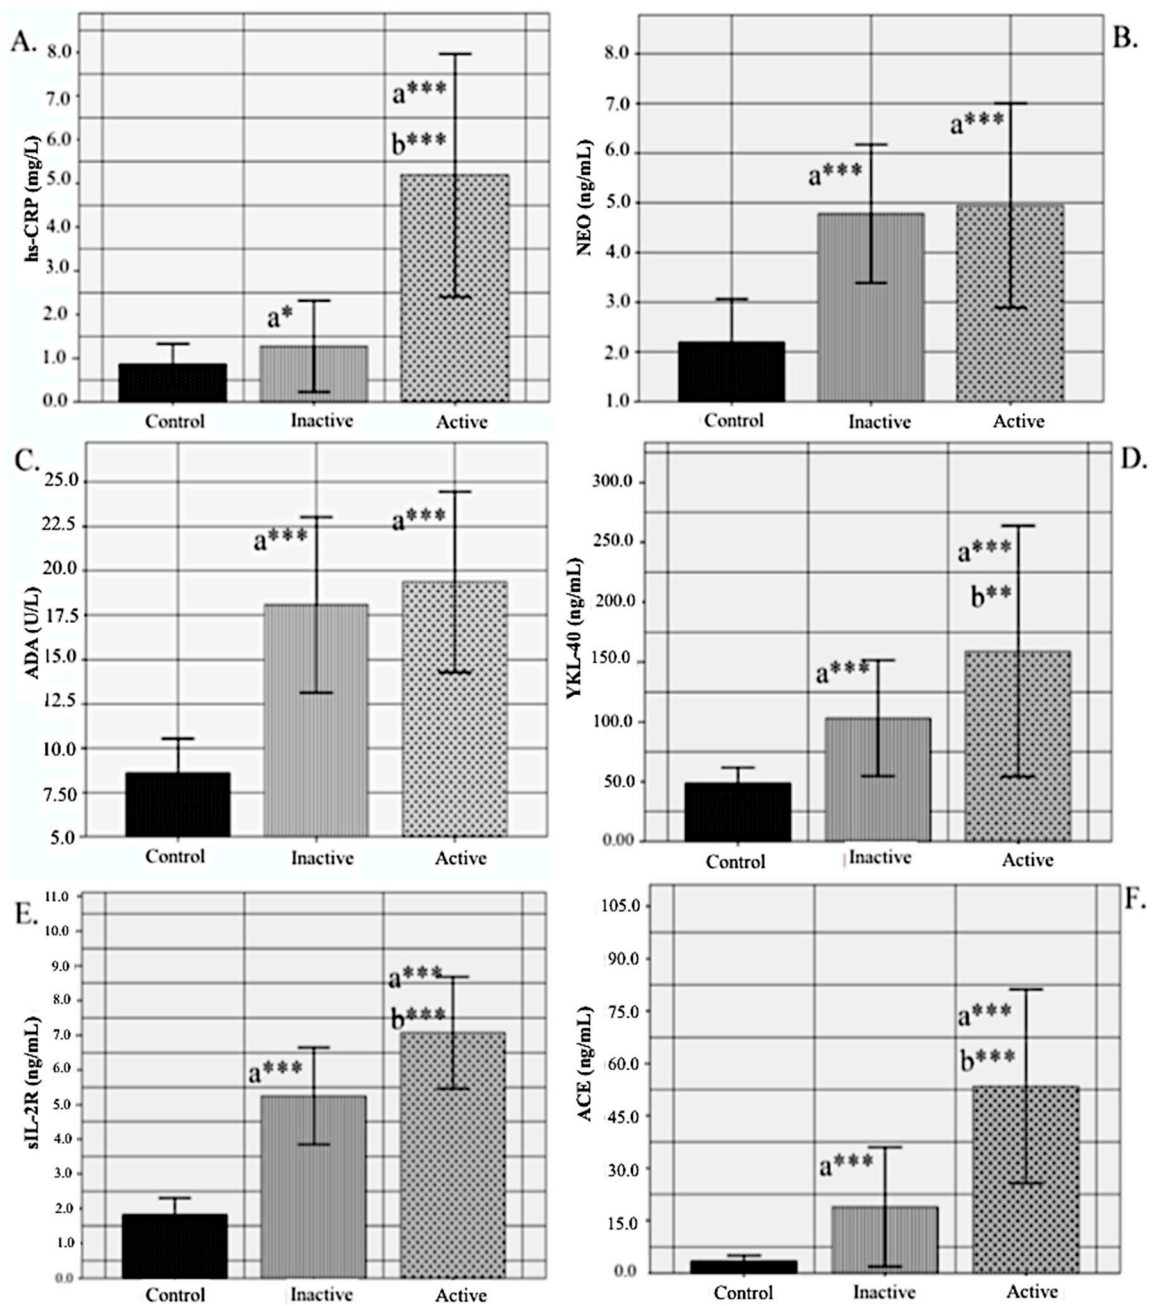 A.
hs-CRP (mg/L)
8.0
7.0
6.0
5.0
4.0
3.0
2.0
1.0
0.0
a*
a***
b***
Control Inactive Active
B.
NEO (ng/mL)
8.0
7.0
6.0
5.0
4.0
3.0
2.0
1.0
a***
a***
Control Inactive Active
C.
ADA (U/L)
25.0
22.5
20.0
17.5
15.0
12.5
10.0
7.50
5.0
a***
a***
Control Inactive Active
D.
YKL-40 (ng/mL)
300.0
250.0
200.0
150.0
100.0
50.0
0.00
a***
a***
b**
Control Inactive Active
E.
sIL-2R (ng/mL)
11.0
10.0
9.0
8.0
7.0
6.0
5.0
4.0
3.0
2.0
1.0
0.0
a***
a***
b***
Control Inactive Active
F.
ACE (ng/mL)
105.0
90.0
75.0
60.0
45.0
30.0
15.0
0.0
a***
a***
b***
Control Inactive Active